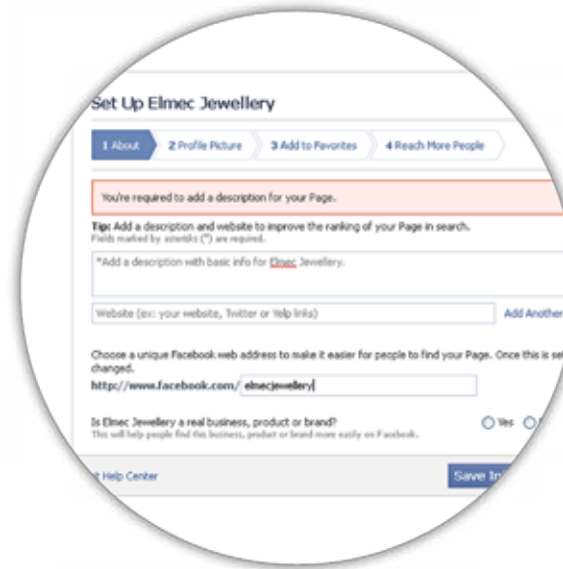 Set Up Elmec Jewellery
1 About 2 Profile Picture 3 Add to Favorites 4 Reach More People
You're required to add a description for your Page.
Tip: Add a description and website to improve the ranking of your Page in search.
Fields marked by asterisks (*) are required.
*Add a description with basic info for Elmec Jewellery.
Website (ex: your website, Twitter or Yelp links) Add Another
Choose a unique Facebook web address to make it easier for people to find your Page. Once this is set
changed.
http://www.facebook.com/ elmecjewellery
Is Elmec Jewellery a real business, product or brand? Yes
This will help people find this business, product or brand more easily on Facebook.
Help Center Save